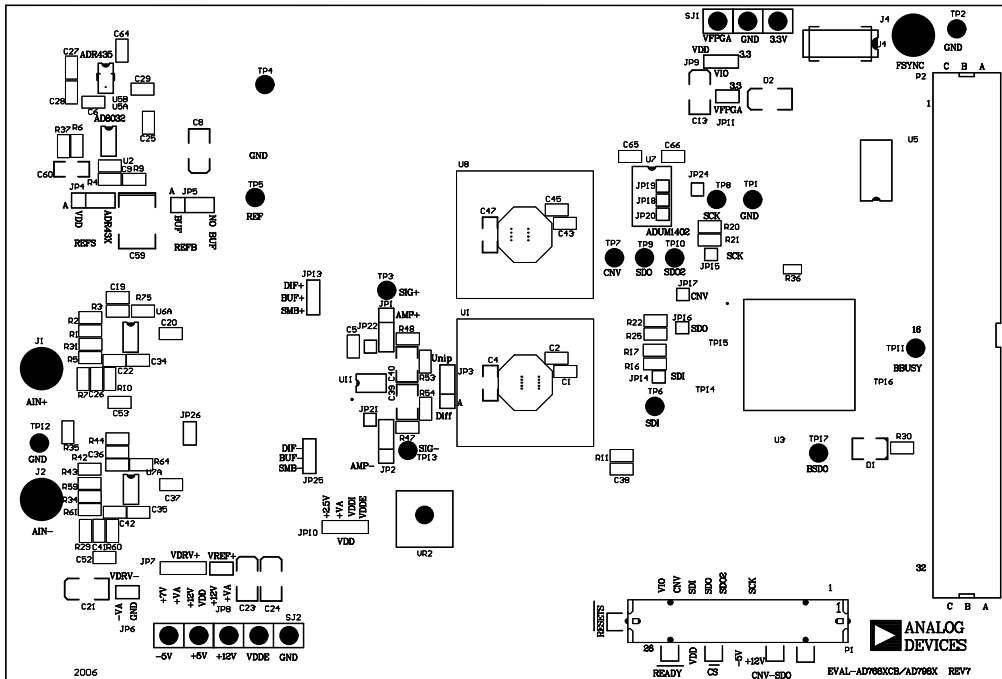 SJ1
VFPGA GND 3.3V
J4
U4
FSYNC
TP2
GND
C B A
P2
1
C64
C27
ADR435
C29
U5B
U5A
C28
C6
AD8032
C25
R37
R6
C8
C60
U2
C9
R9
R4
JP4
A
VDD
ADR43X
REFS
C59
A
JP5
BUF
NO BUF
REFB
TP4
GND
TP5
REF
VDD
3.3
JP9
VIO
D2
3.3
VFPGA
C13
JP11
U5
U8
C47
C45
C43
C65
U7
C66
JP19
JP18
JP20
ADUM1402
JP24
TP8
SCK
TP1
GND
R20
R21
JP15
SCK
TP7
CNV
TP9
SDO
TP10
SDO2
R36
JP17
CNV
JP16
SDO
TP15
R22
R25
R17
R16
JP14
SDI
TP14
TP6
SDI
16
TP11
BBUSY
TP16
JP13
DIF+
BUF+
SMB+
TP3
SIG+
JP1
AMP+
C5
JP22
R48
U11
C40
C39
R53
R54
Unip
JP3
A
Diff
JP21
R47
SIG-
TP13
AMP-
JP2
U1
C4
C2
C1
C19
R3
R75
U6A
R2
R1
R31
R5
C20
C34
C22
R7
C26
R10
C53
J1
AIN+
TP12
GND
R35
JP26
R44
R42
C36
R64
R43
U7A
R59
R34
R61
C37
C35
C42
J2
AIN-
R29
C41
R60
C52
DIF-
BUF-
SMB-
JP25
+2.5V
+VA
VDDI
VDDE
JP10
VDD
VR2
R11
C38
U3
TP17
BSDO
D1
R30
C21
VDRV-
-VA
GND
JP6
JP7
VDRV+
+7V
+VA
+12V
VDD
VREF+
+12V
+VA
JP8
C23
C24
SJ2
-5V +5V +12V VDDE GND
RESETS
VIO
CNV
SDI
SDO
SDO2
SCK
1
1
26
P1
READY
VDD
CS
-5V
+12V
CNV-SDO
32
C B A
ANALOG
DEVICES
2006
EVAL-AD768XCB/AD798X REV7